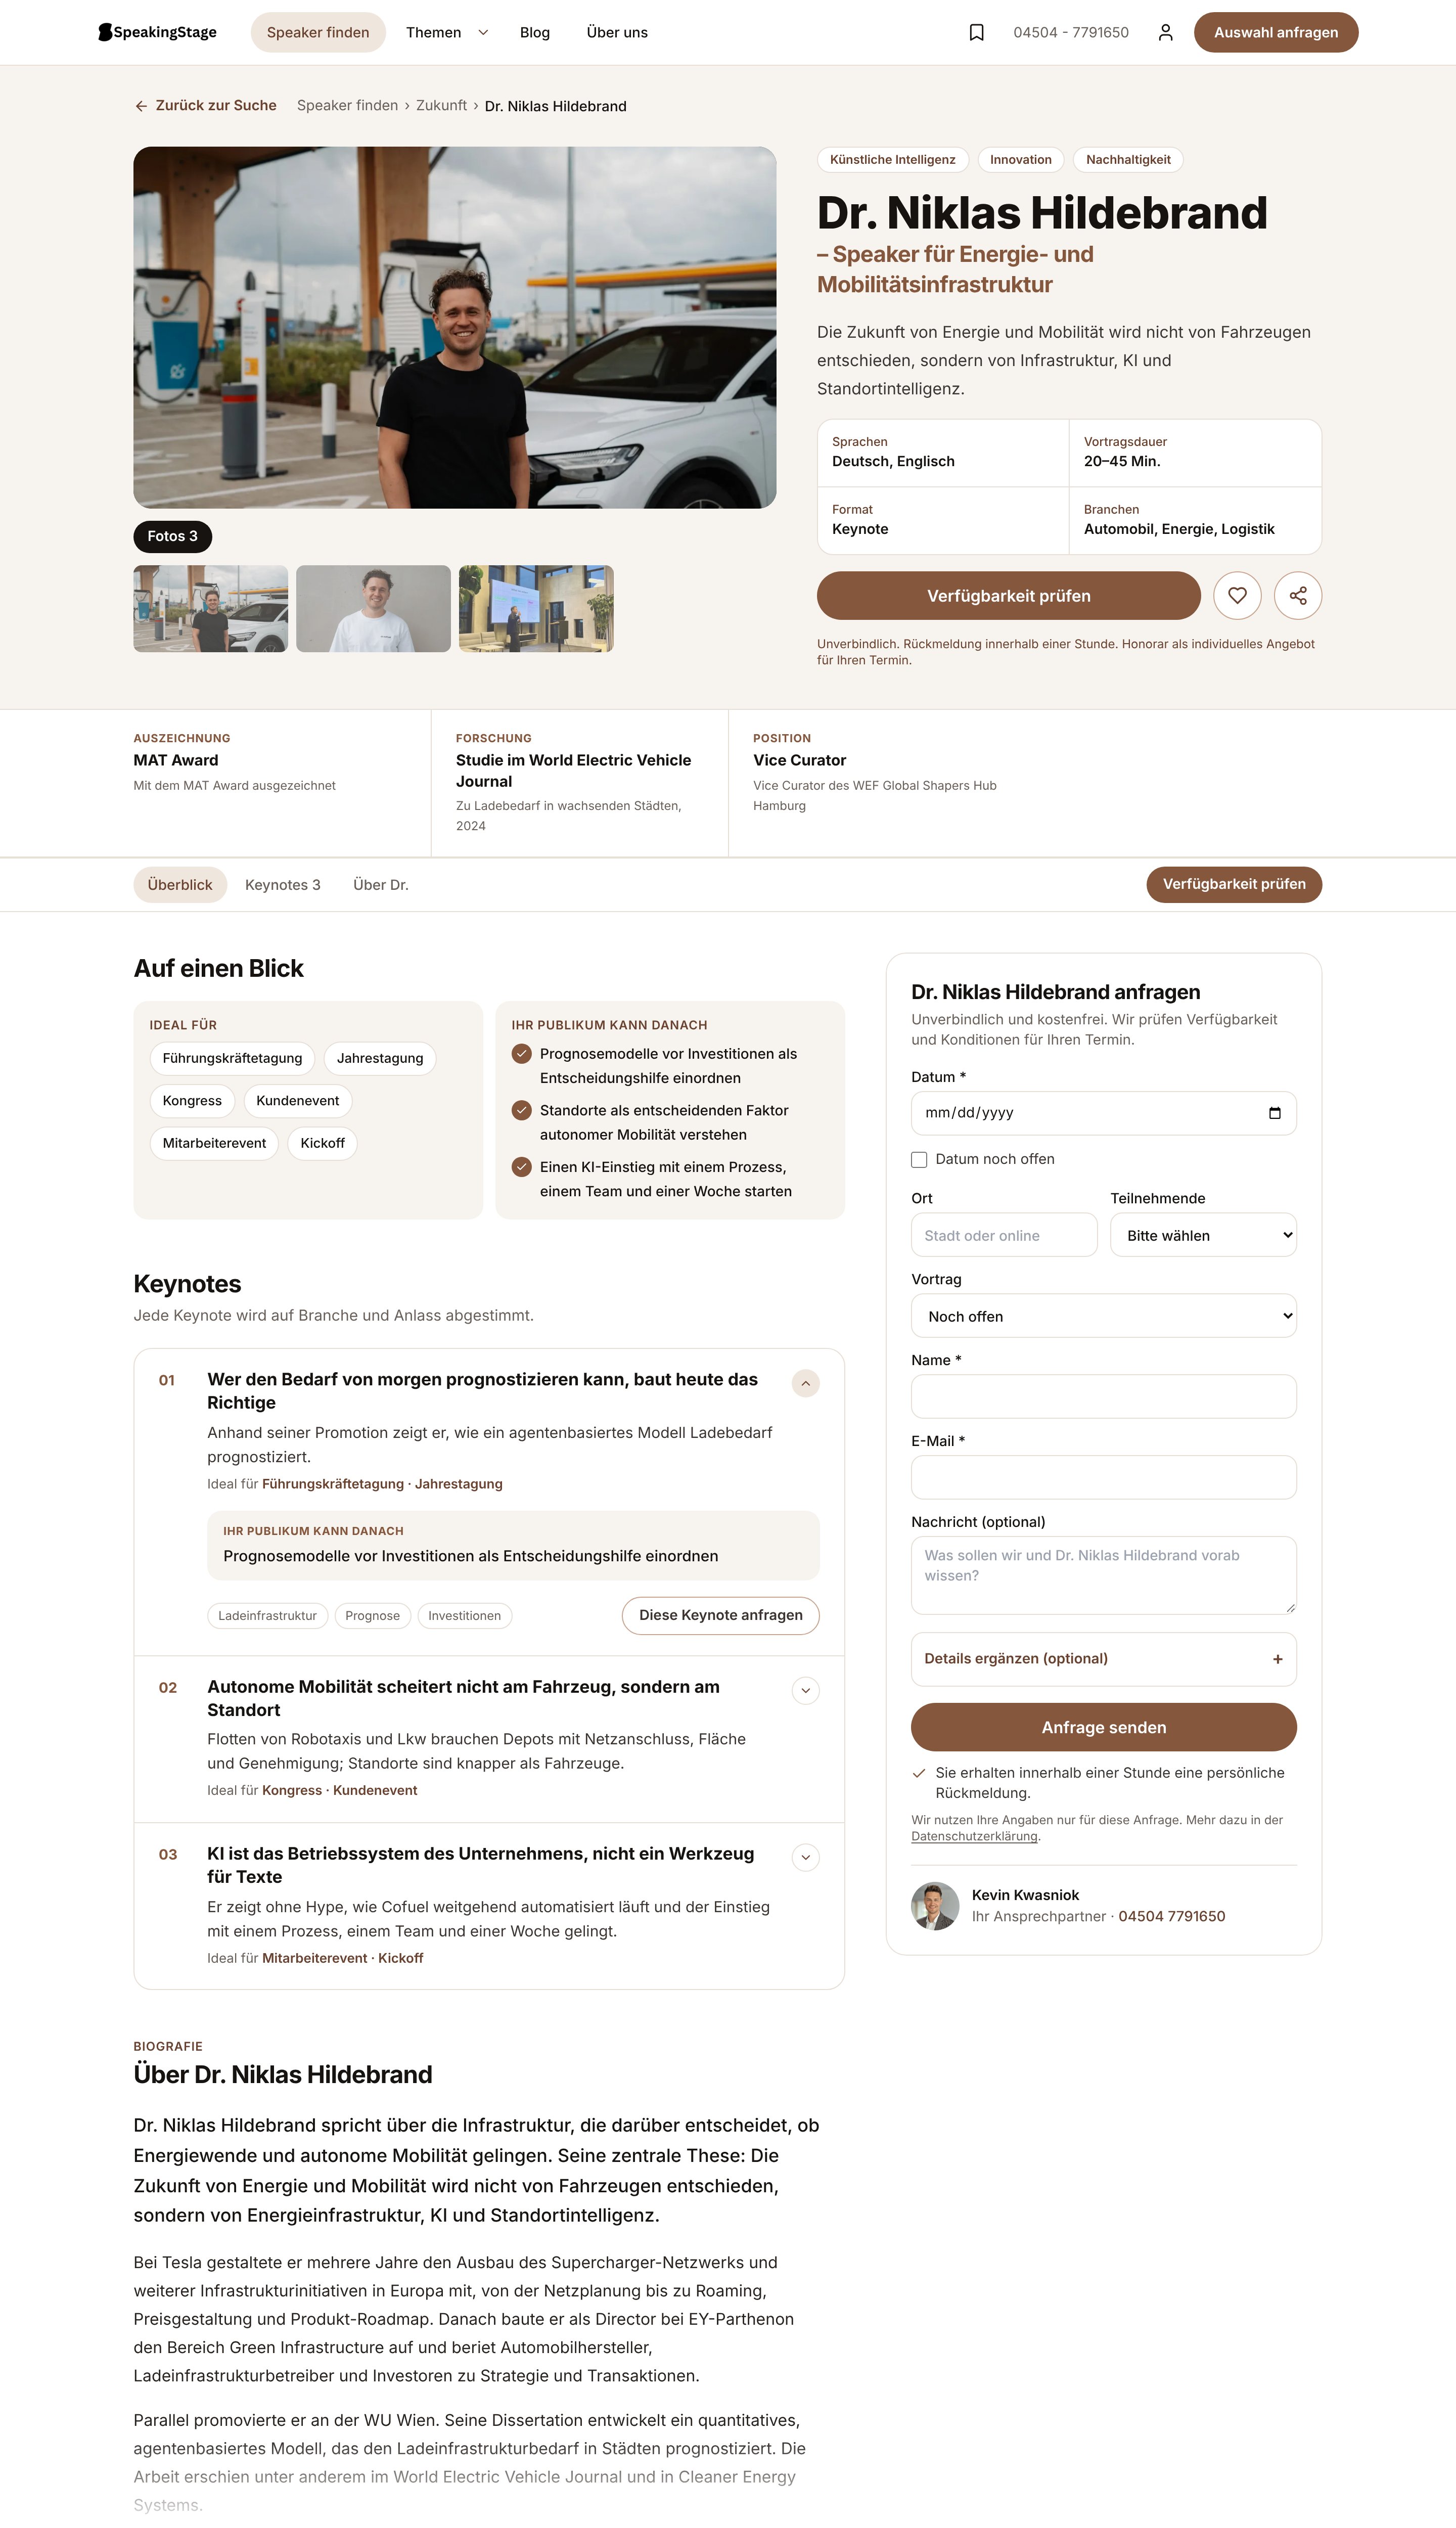 SpeakingStage
Speaker finden
Themen
Blog
Über uns
04504 - 7791650
Auswahl anfragen
Zurück zur Suche
Speaker finden › Zukunft › Dr. Niklas Hildebrand
Fotos 3
Künstliche Intelligenz
Innovation
Nachhaltigkeit
Dr. Niklas Hildebrand
– Speaker für Energie- und
Mobilitätsinfrastruktur
Die Zukunft von Energie und Mobilität wird nicht von Fahrzeugen
entschieden, sondern von Infrastruktur, KI und
Standortintelligenz.
Sprachen
Deutsch, Englisch
Vortragsdauer
20–45 Min.
Format
Keynote
Branchen
Automobil, Energie, Logistik
Verfügbarkeit prüfen
Unverbindlich. Rückmeldung innerhalb einer Stunde. Honorar als individuelles Angebot
für Ihren Termin.
AUSZEICHNUNG
MAT Award
Mit dem MAT Award ausgezeichnet
FORSCHUNG
Studie im World Electric Vehicle
Journal
Zu Ladebedarf in wachsenden Städten,
2024
POSITION
Vice Curator
Vice Curator des WEF Global Shapers Hub
Hamburg
Überblick
Keynotes 3
Über Dr.
Verfügbarkeit prüfen
Auf einen Blick
IDEAL FÜR
Führungskräftetagung
Jahrestagung
Kongress
Kundenevent
Mitarbeiterevent
Kickoff
IHR PUBLIKUM KANN DANACH
Prognosemodelle vor Investitionen als
Entscheidungshilfe einordnen
Standorte als entscheidenden Faktor
autonomer Mobilität verstehen
Einen KI-Einstieg mit einem Prozess,
einem Team und einer Woche starten
Keynotes
Jede Keynote wird auf Branche und Anlass abgestimmt.
01
Wer den Bedarf von morgen prognostizieren kann, baut heute das
Richtige
Anhand seiner Promotion zeigt er, wie ein agentenbasiertes Modell Ladebedarf
prognostiziert.
Ideal für Führungskräftetagung · Jahrestagung
IHR PUBLIKUM KANN DANACH
Prognosemodelle vor Investitionen als Entscheidungshilfe einordnen
Ladeinfrastruktur
Prognose
Investitionen
Diese Keynote anfragen
02
Autonome Mobilität scheitert nicht am Fahrzeug, sondern am
Standort
Flotten von Robotaxis und Lkw brauchen Depots mit Netzanschluss, Fläche
und Genehmigung; Standorte sind knapper als Fahrzeuge.
Ideal für Kongress · Kundenevent
03
KI ist das Betriebssystem des Unternehmens, nicht ein Werkzeug
für Texte
Er zeigt ohne Hype, wie Cofuel weitgehend automatisiert läuft und der Einstieg
mit einem Prozess, einem Team und einer Woche gelingt.
Ideal für Mitarbeiterevent · Kickoff
Dr. Niklas Hildebrand anfragen
Unverbindlich und kostenfrei. Wir prüfen Verfügbarkeit
und Konditionen für Ihren Termin.
Datum *
mm/dd/yyyy
Datum noch offen
Ort
Teilnehmende
Stadt oder online
Bitte wählen
Vortrag
Noch offen
Name *
E-Mail *
Nachricht (optional)
Was sollen wir und Dr. Niklas Hildebrand vorab
wissen?
Details ergänzen (optional)
+
Anfrage senden
Sie erhalten innerhalb einer Stunde eine persönliche
Rückmeldung.
Wir nutzen Ihre Angaben nur für diese Anfrage. Mehr dazu in der
Datenschutzerklärung.
Kevin Kwasniok
Ihr Ansprechpartner · 04504 7791650
BIOGRAFIE
Über Dr. Niklas Hildebrand
Dr. Niklas Hildebrand spricht über die Infrastruktur, die darüber entscheidet, ob
Energiewende und autonome Mobilität gelingen. Seine zentrale These: Die
Zukunft von Energie und Mobilität wird nicht von Fahrzeugen entschieden,
sondern von Energieinfrastruktur, KI und Standortintelligenz.
Bei Tesla gestaltete er mehrere Jahre den Ausbau des Supercharger-Netzwerks und
weiterer Infrastrukturinitiativen in Europa mit, von der Netzplanung bis zu Roaming,
Preisgestaltung und Produkt-Roadmap. Danach baute er als Director bei EY-Parthenon
den Bereich Green Infrastructure auf und beriet Automobilhersteller,
Ladeinfrastrukturbetreiber und Investoren zu Strategie und Transaktionen.
Parallel promovierte er an der WU Wien. Seine Dissertation entwickelt ein quantitatives,
agentenbasiertes Modell, das den Ladeinfrastrukturbedarf in Städten prognostiziert. Die
Arbeit erschien unter anderem im World Electric Vehicle Journal und in Cleaner Energy
Systems.